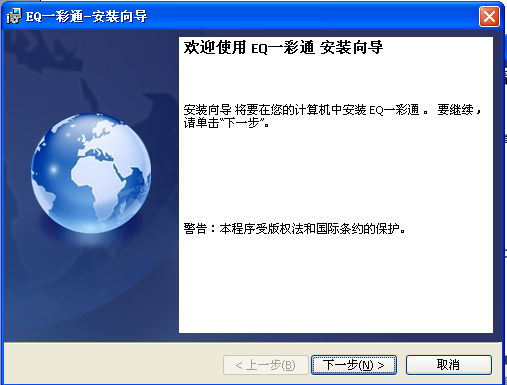 EQ一彩通-安装向导
欢迎使用 EQ一彩通 安装向导
安装向导 将要在您的计算机中安装 EQ一彩通 。 要继续，
请单击“下一步”。
警告：本程序受版权法和国际条约的保护。
< 上一步(B)
下一步(N) >
取消